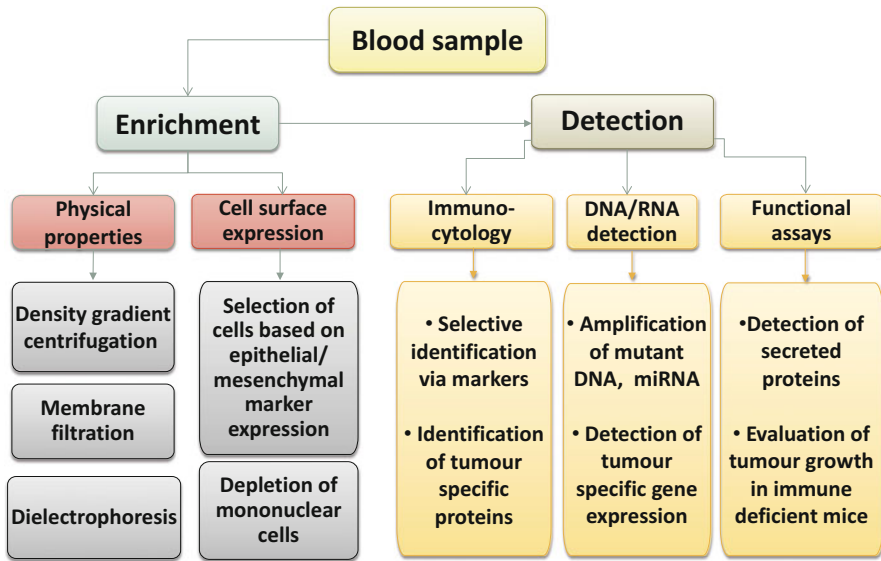 Blood sample
Enrichment
Detection
Physical
properties
Cell surface
expression
Immuno-
cytology
DNA/RNA
detection
Functional
assays
Density gradient
centrifugation
Membrane
filtration
Dielectrophoresis
Selection of
cells based on
epithelial/
mesenchymal
marker
expression
Depletion of
mononuclear
cells
• Selective
identification
via markers
• Identification
of tumour
specific
proteins
• Amplification
of mutant
DNA, miRNA
• Detection of
tumour
specific gene
expression
•Detection of
secreted
proteins
• Evaluation of
tumour growth
in immune
deficient mice